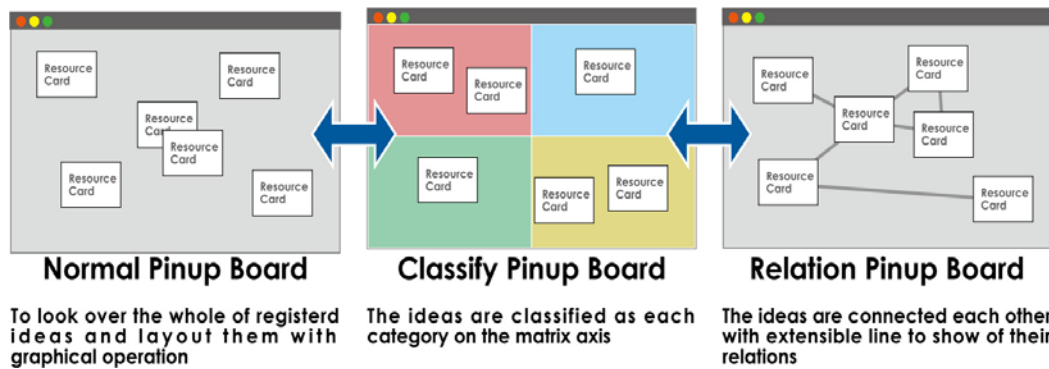 Resource
Card
Resource
Card
Resource
Card
Resource
Card
Resource
Card
Resource
Card
Normal Pinup Board
To look over the whole of registerd
ideas and layout them with
graphical operation
Resource
Card
Resource
Card
Resource
Card
Resource
Card
Resource
Card
Resource
Card
Classify Pinup Board
The ideas are classified as each
category on the matrix axis
Resource
Card
Resource
Card
Resource
Card
Resource
Card
Resource
Card
Resource
Card
Relation Pinup Board
The ideas are connected each other
with extensible line to show of their
relations